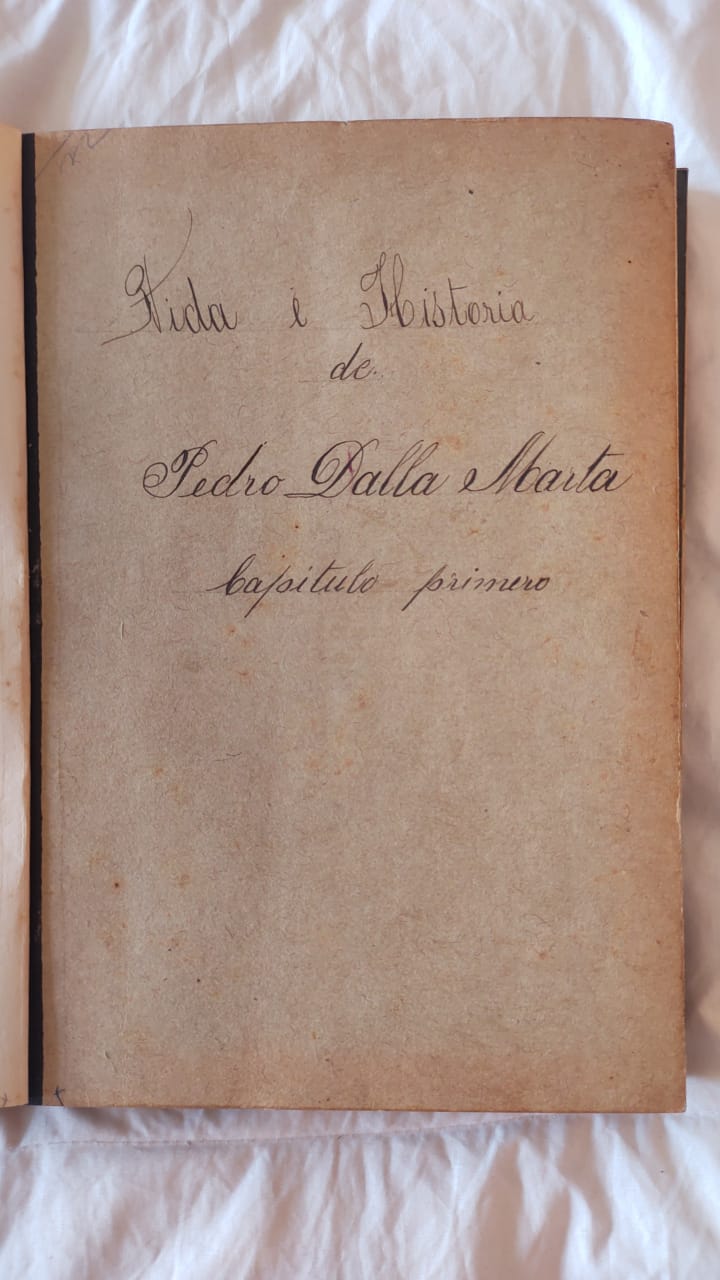 Vida é Historia
de
Pedro Dalla Marta
Capitulo primero